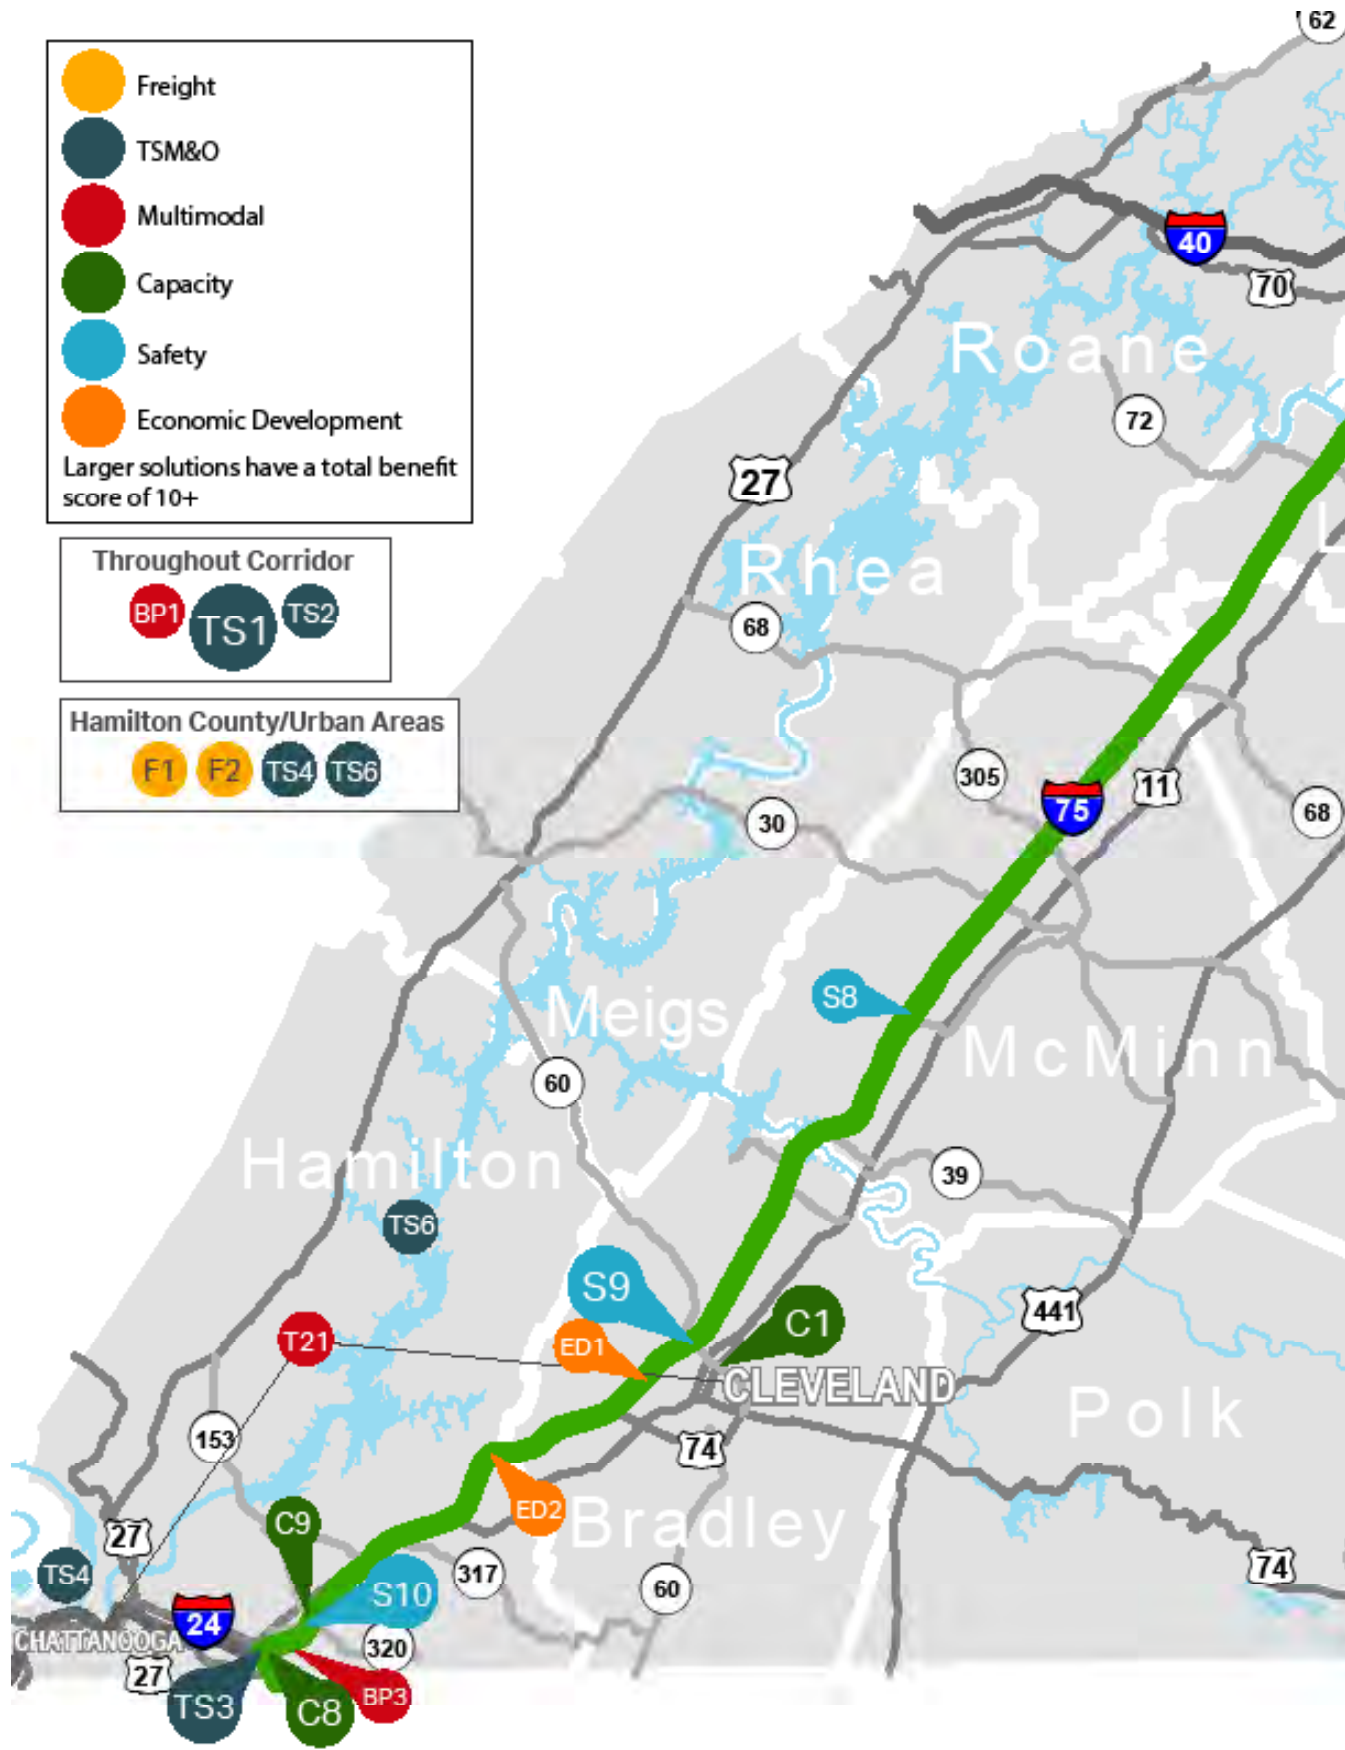 Freight
TSM&O
Multimodal
Capacity
Safety
Economic Development
Larger solutions have a total benefit
score of 10+
Throughout Corridor
BP1 TS1 TS2
Hamilton County/Urban Areas
F1 F2 TS4 TS6
62
40
70
Roane
72
27
L
Rhea
68
305
75
11
68
30
S8
Meigs
McMinn
60
Hamilton
39
TS6
S9
C1
441
T21
ED1
CLEVELAND
Polk
153
74
ED2
Bradley
C9
27
TS4
317
S10
60
74
24
CHATTANOOGA
320
27
TS3
C8
BP3